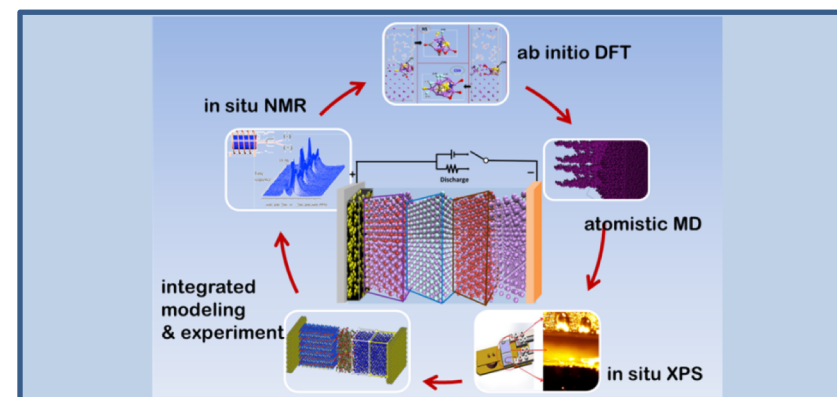 ab initio DFT
in situ NMR
+
Discharge
−
atomistic MD
integrated
modeling
& experiment
in situ XPS